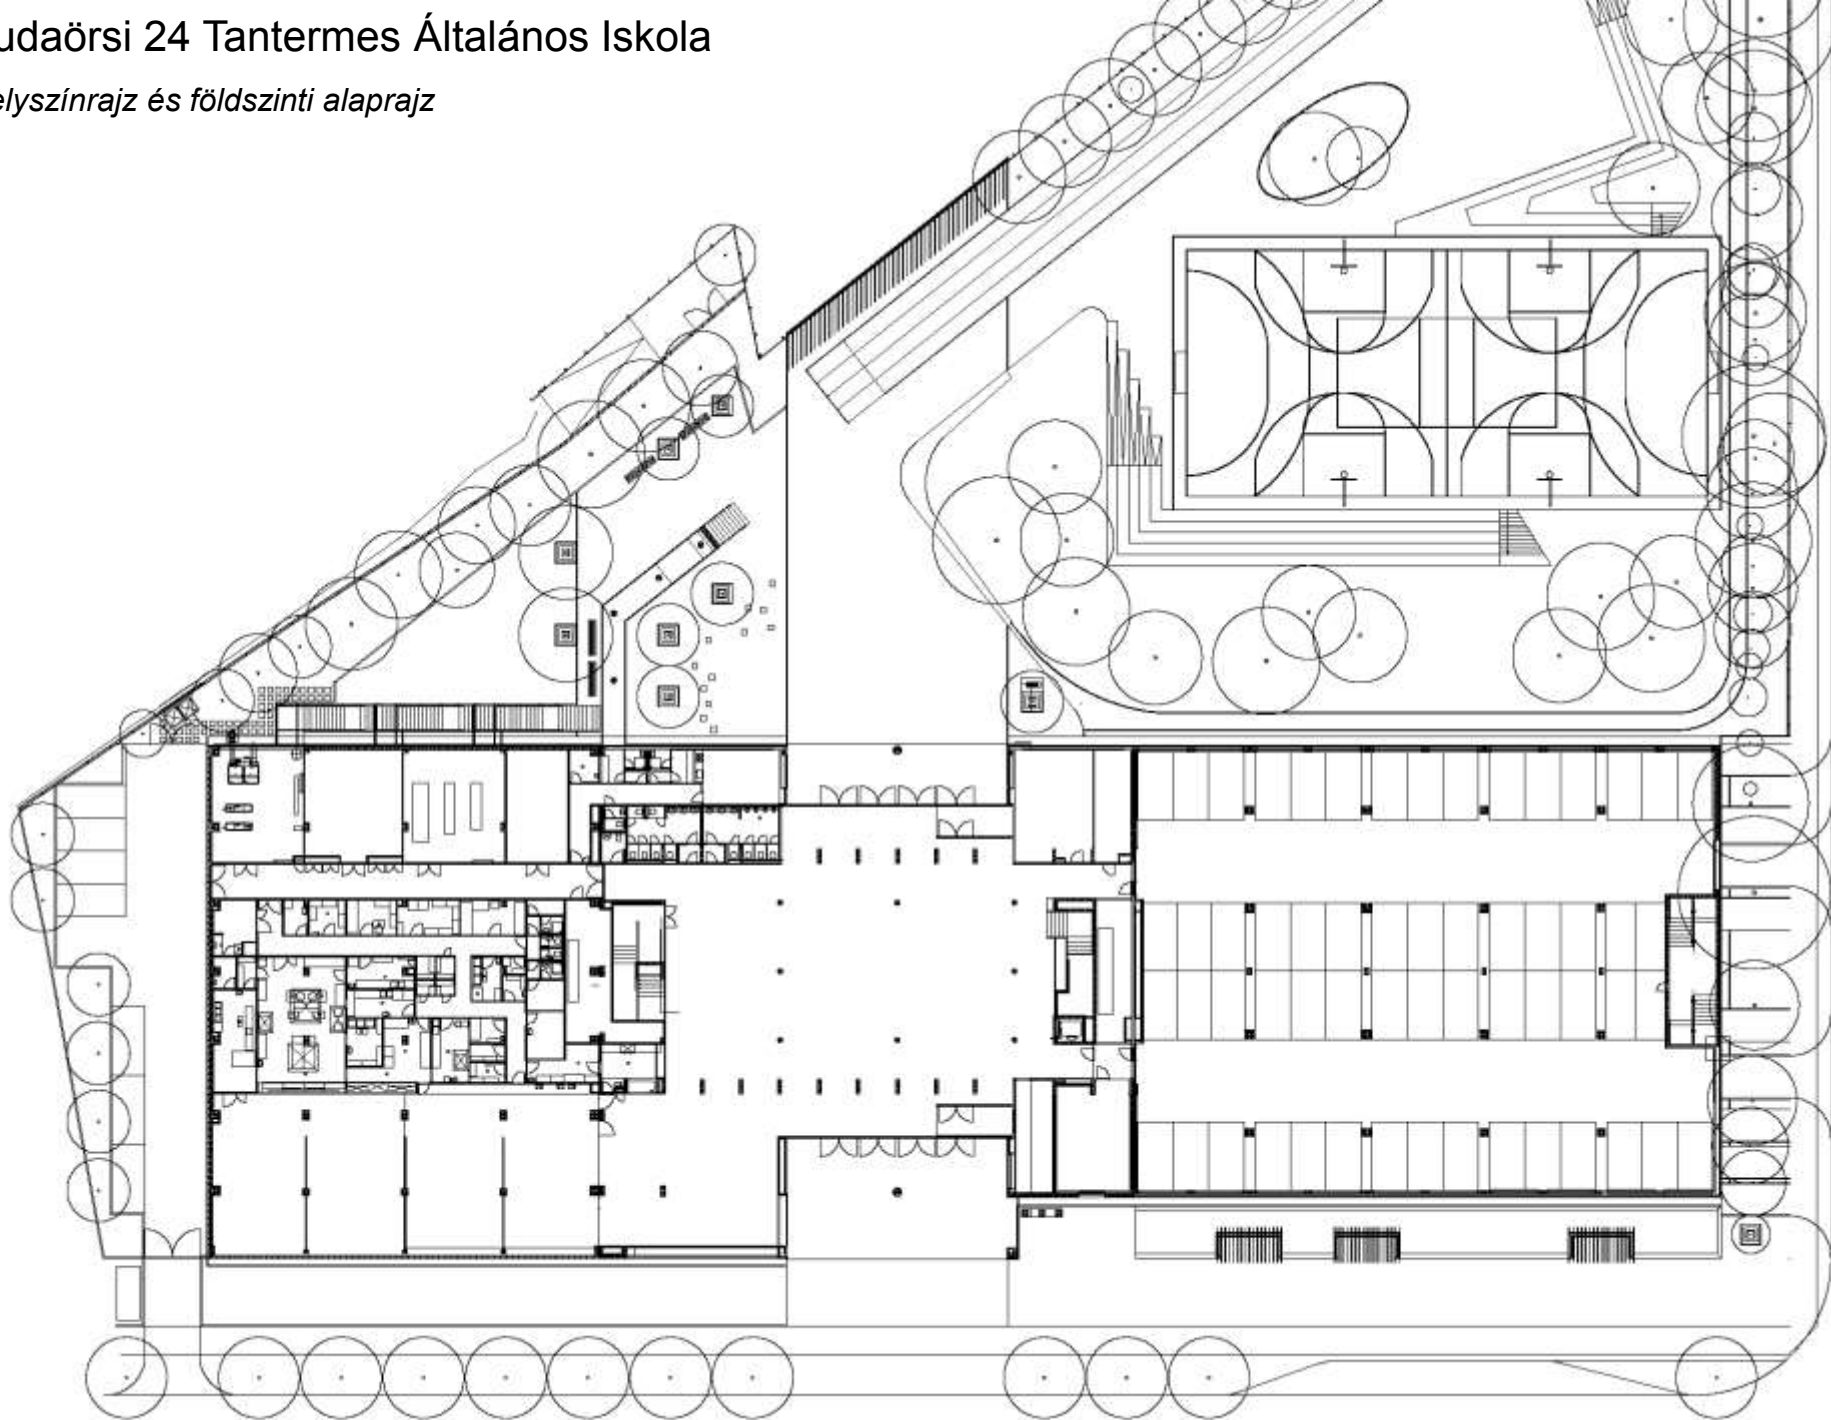 udaörsi 24 Tantermes Általános Iskola
elyszínrajz és földszinti alaprajz